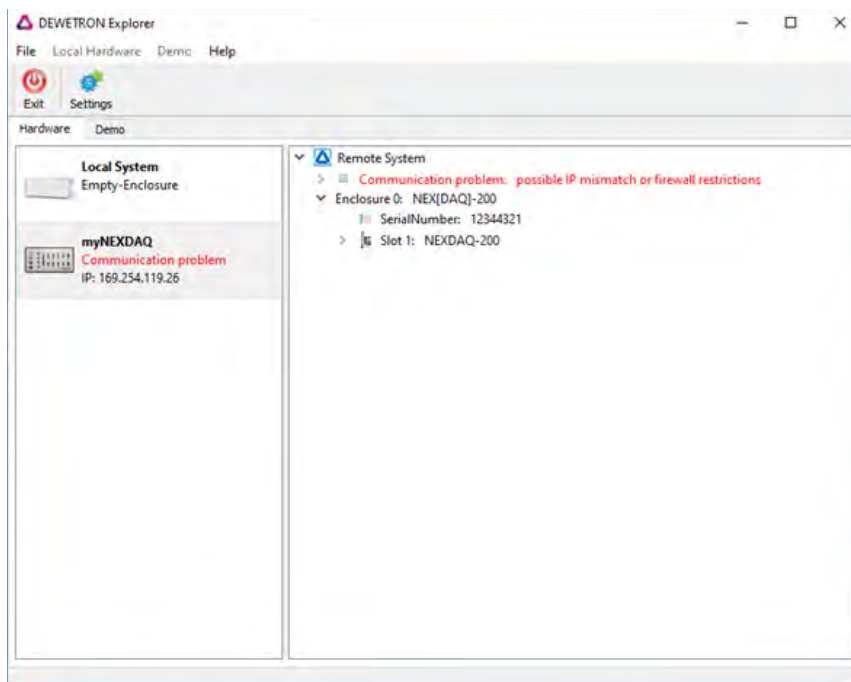 DEWETRON Explorer
File Local Hardware Demo Help
Exit Settings
Hardware Demo
Local System
Empty-Enclosure
myNEXDAQ
Communication problem
IP: 169.254.119.26
Remote System
Communication problem: possible IP mismatch or firewall restrictions
Enclosure 0: NEX[DAQ]-200
SerialNumber: 12344321
Slot 1: NEXDAQ-200